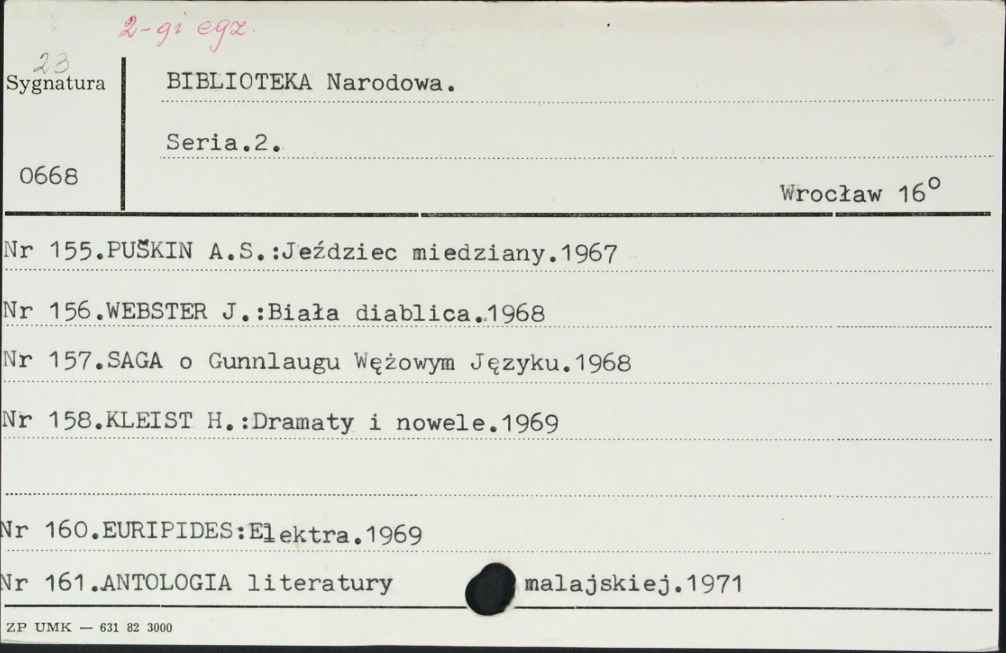 2-gi egz.
23
Sygnatura
BIBLIOTEKA Narodowa.
Seria.2.
0668
Wrocław 16°
Nr 155.PUŠKIN A.S.:Jeździec miedziany.1967
Nr 156.WEBSTER J.:Biała diablica.1968
Nr 157.SAGA o Gunnlaugu Wężowym Języku.1968
Nr 158.KLEIST H.:Dramaty i nowele.1969
Nr 160.EURIPIDES:Elektra.1969
Nr 161.ANTOLOGIA literatury malajskiej.1971
ZP UMK — 631 82 3000